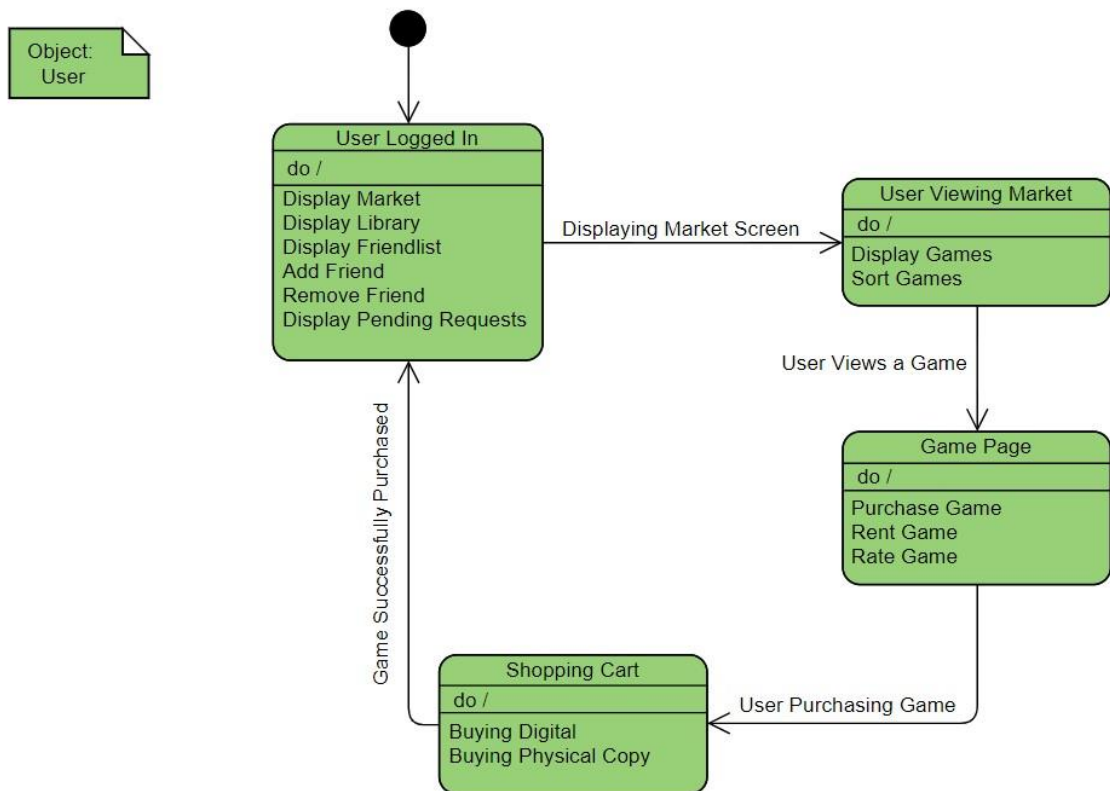 Object:
User
User Logged In
do /
Display Market
Display Library
Display Friendlist
Add Friend
Remove Friend
Display Pending Requests
Displaying Market Screen
User Viewing Market
do /
Display Games
Sort Games
User Views a Game
Game Page
do /
Purchase Game
Rent Game
Rate Game
User Purchasing Game
Shopping Cart
do /
Buying Digital
Buying Physical Copy
Game Successfully Purchased